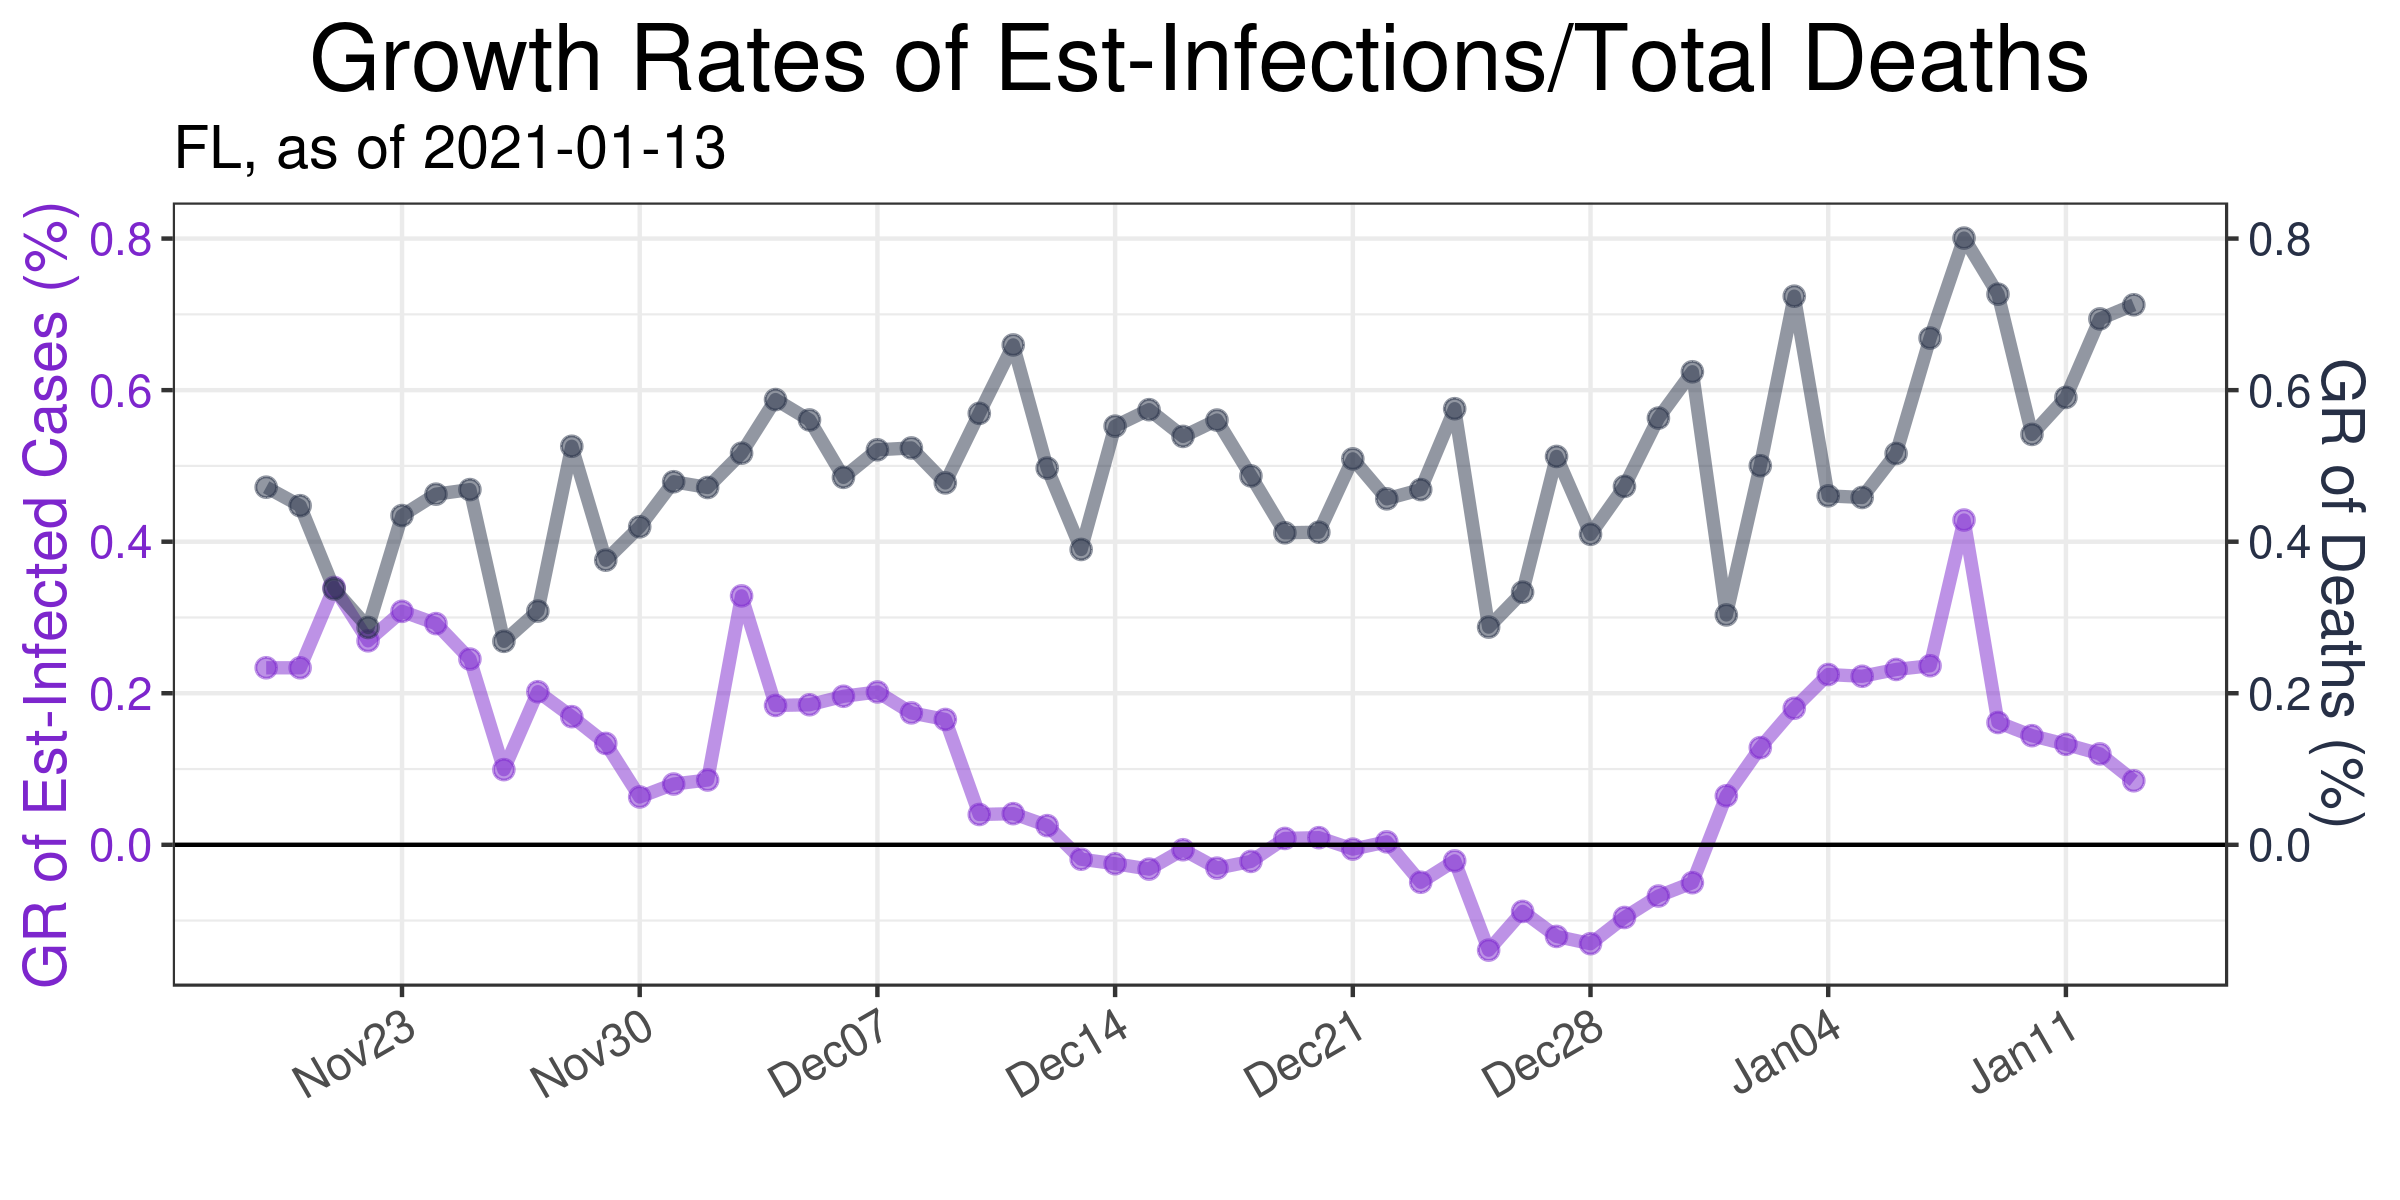 Growth Rates of Est-Infections/Total Deaths
FL, as of 2021-01-13
GR of Est-Infected Cases (%)
0.8
0.6
0.4
0.2
0.0
0.8
0.6
0.4
0.2
0.0
GR of Deaths (%)
Nov23
Nov30
Dec07
Dec14
Dec21
Dec28
Jan04
Jan11